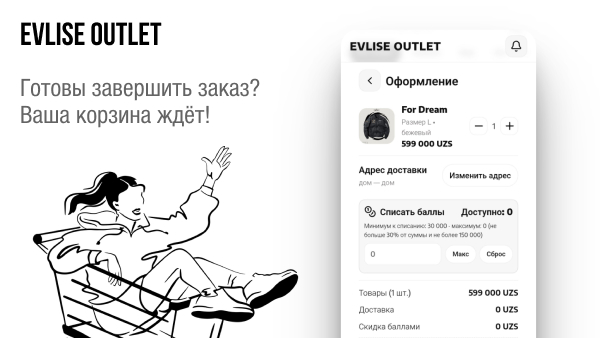 EVLISE OUTLET
Готовы завершить заказ?
Ваша корзина ждёт!
EVLISE OUTLET
Оформление
For Dream
Размер L •
бежевый
599 000 UZS
1
Адрес доставки
дом — дом
Изменить адрес
Списать баллы
Доступно: 0
Минимум к списанию: 30 000 · максимум: 0 (не
больше 30% от суммы и не более 150 000)
0
Макс
Сброс
Товары (1 шт.)
599 000 UZS
Доставка
0 UZS
Скидка баллами
0 UZS